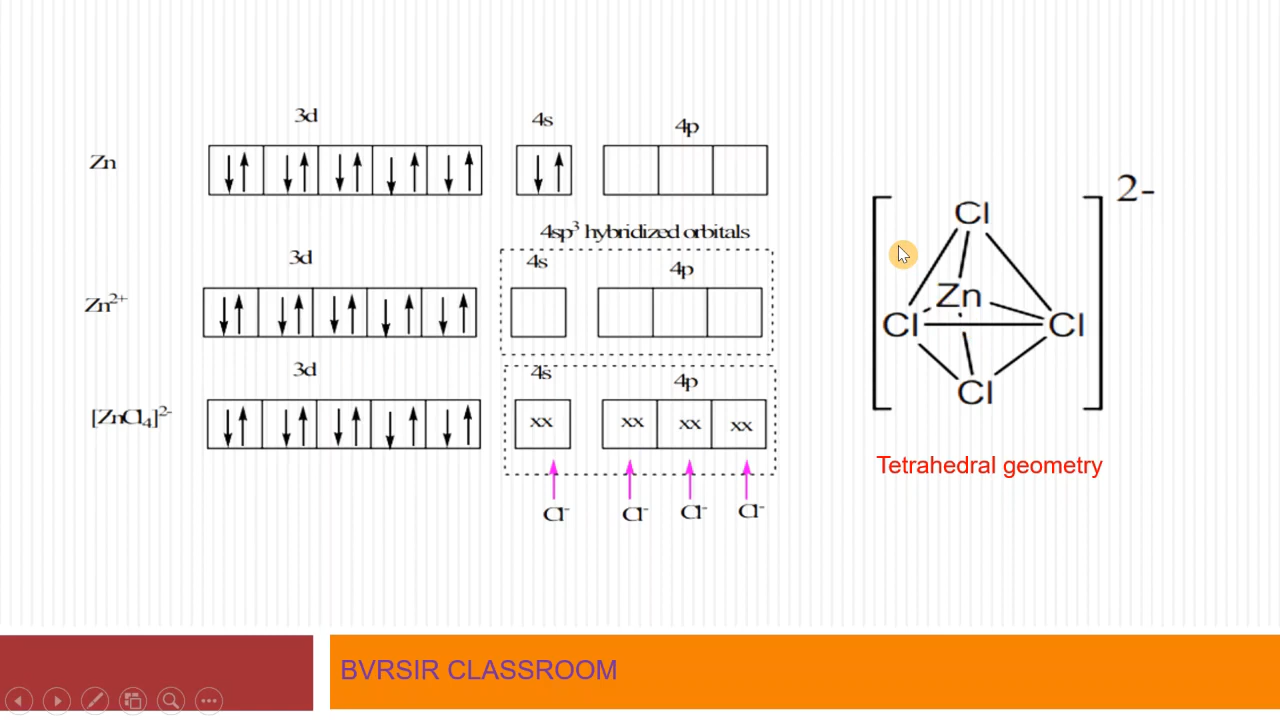 3d 4s 4p
Zn
4sp³ hybridized orbitals
3d 4s 4p
Zn²⁺
3d 4s 4p
[ZnCl₄]²⁻ xx xx xx xx
Cl⁻ Cl⁻ Cl⁻ Cl⁻
2-
Cl
Zn
Cl Cl
Cl
Tetrahedral geometry
BVRSIR CLASSROOM